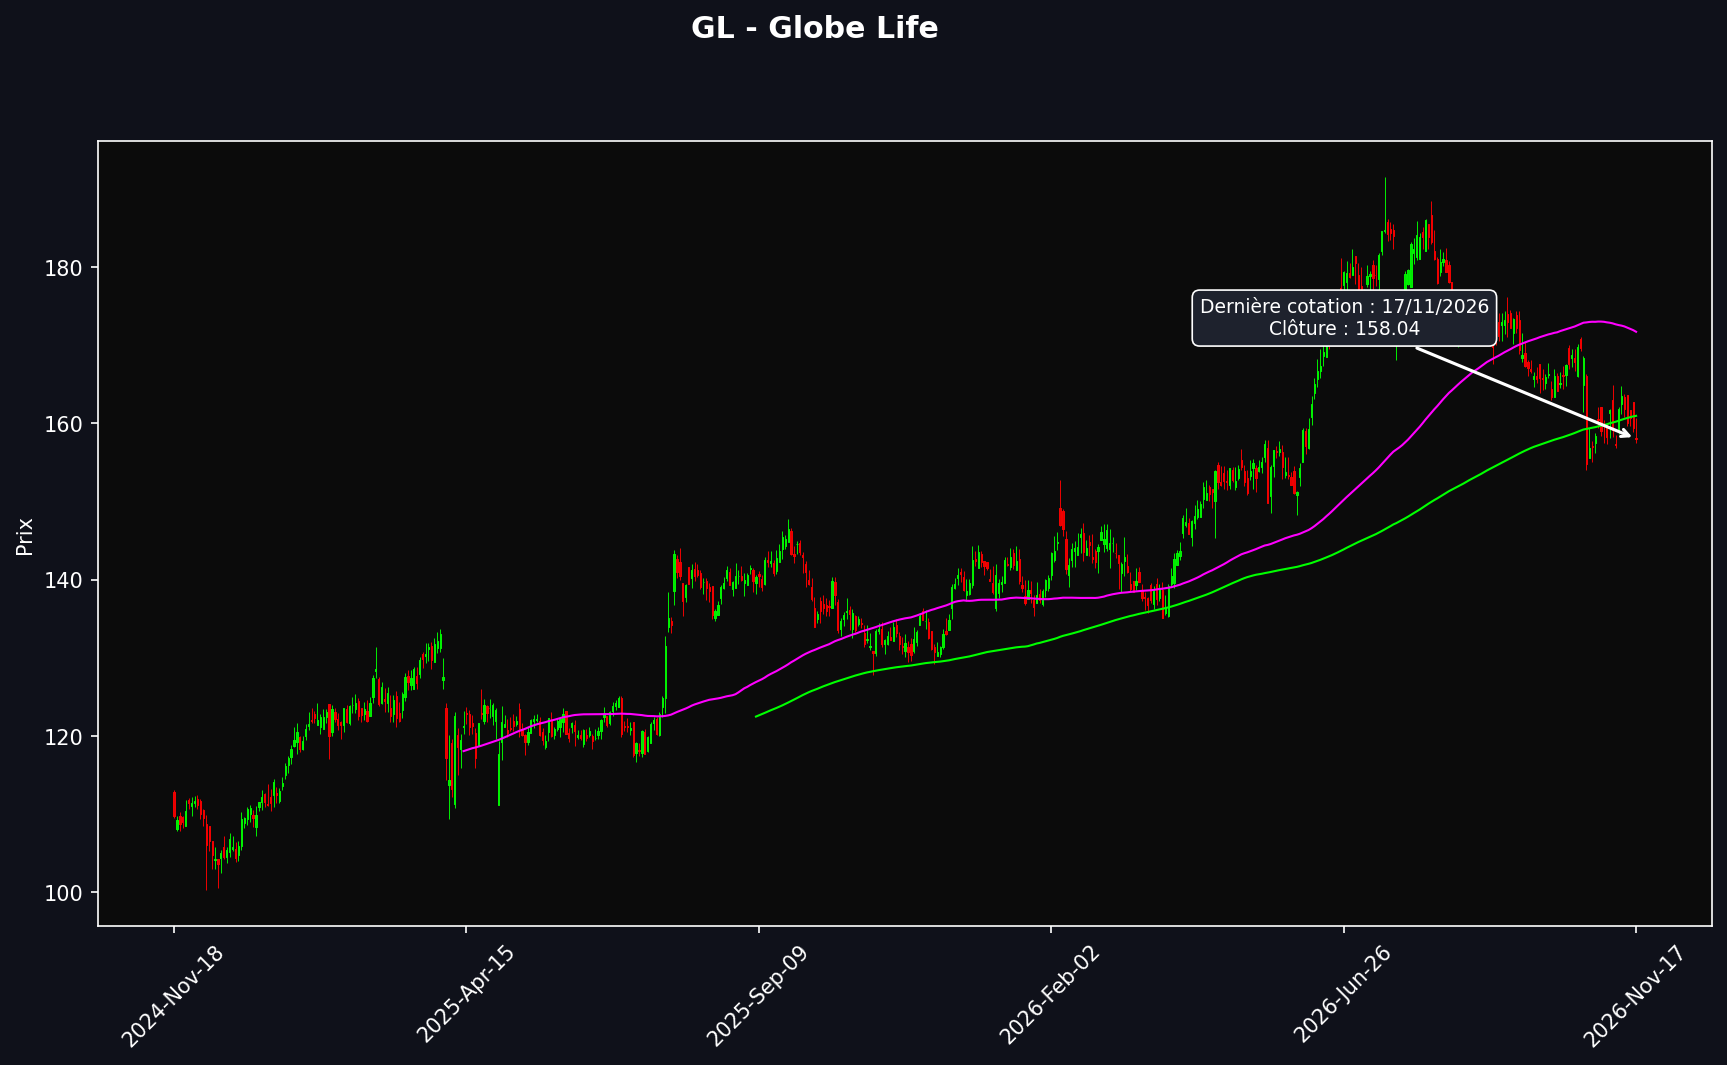 GL - Globe Life
Prix
180
160
140
120
100
Dernière cotation : 17/11/2026
Clôture : 158.04
2024-Nov-18
2025-Apr-15
2025-Sep-09
2026-Feb-02
2026-Jun-26
2026-Nov-17